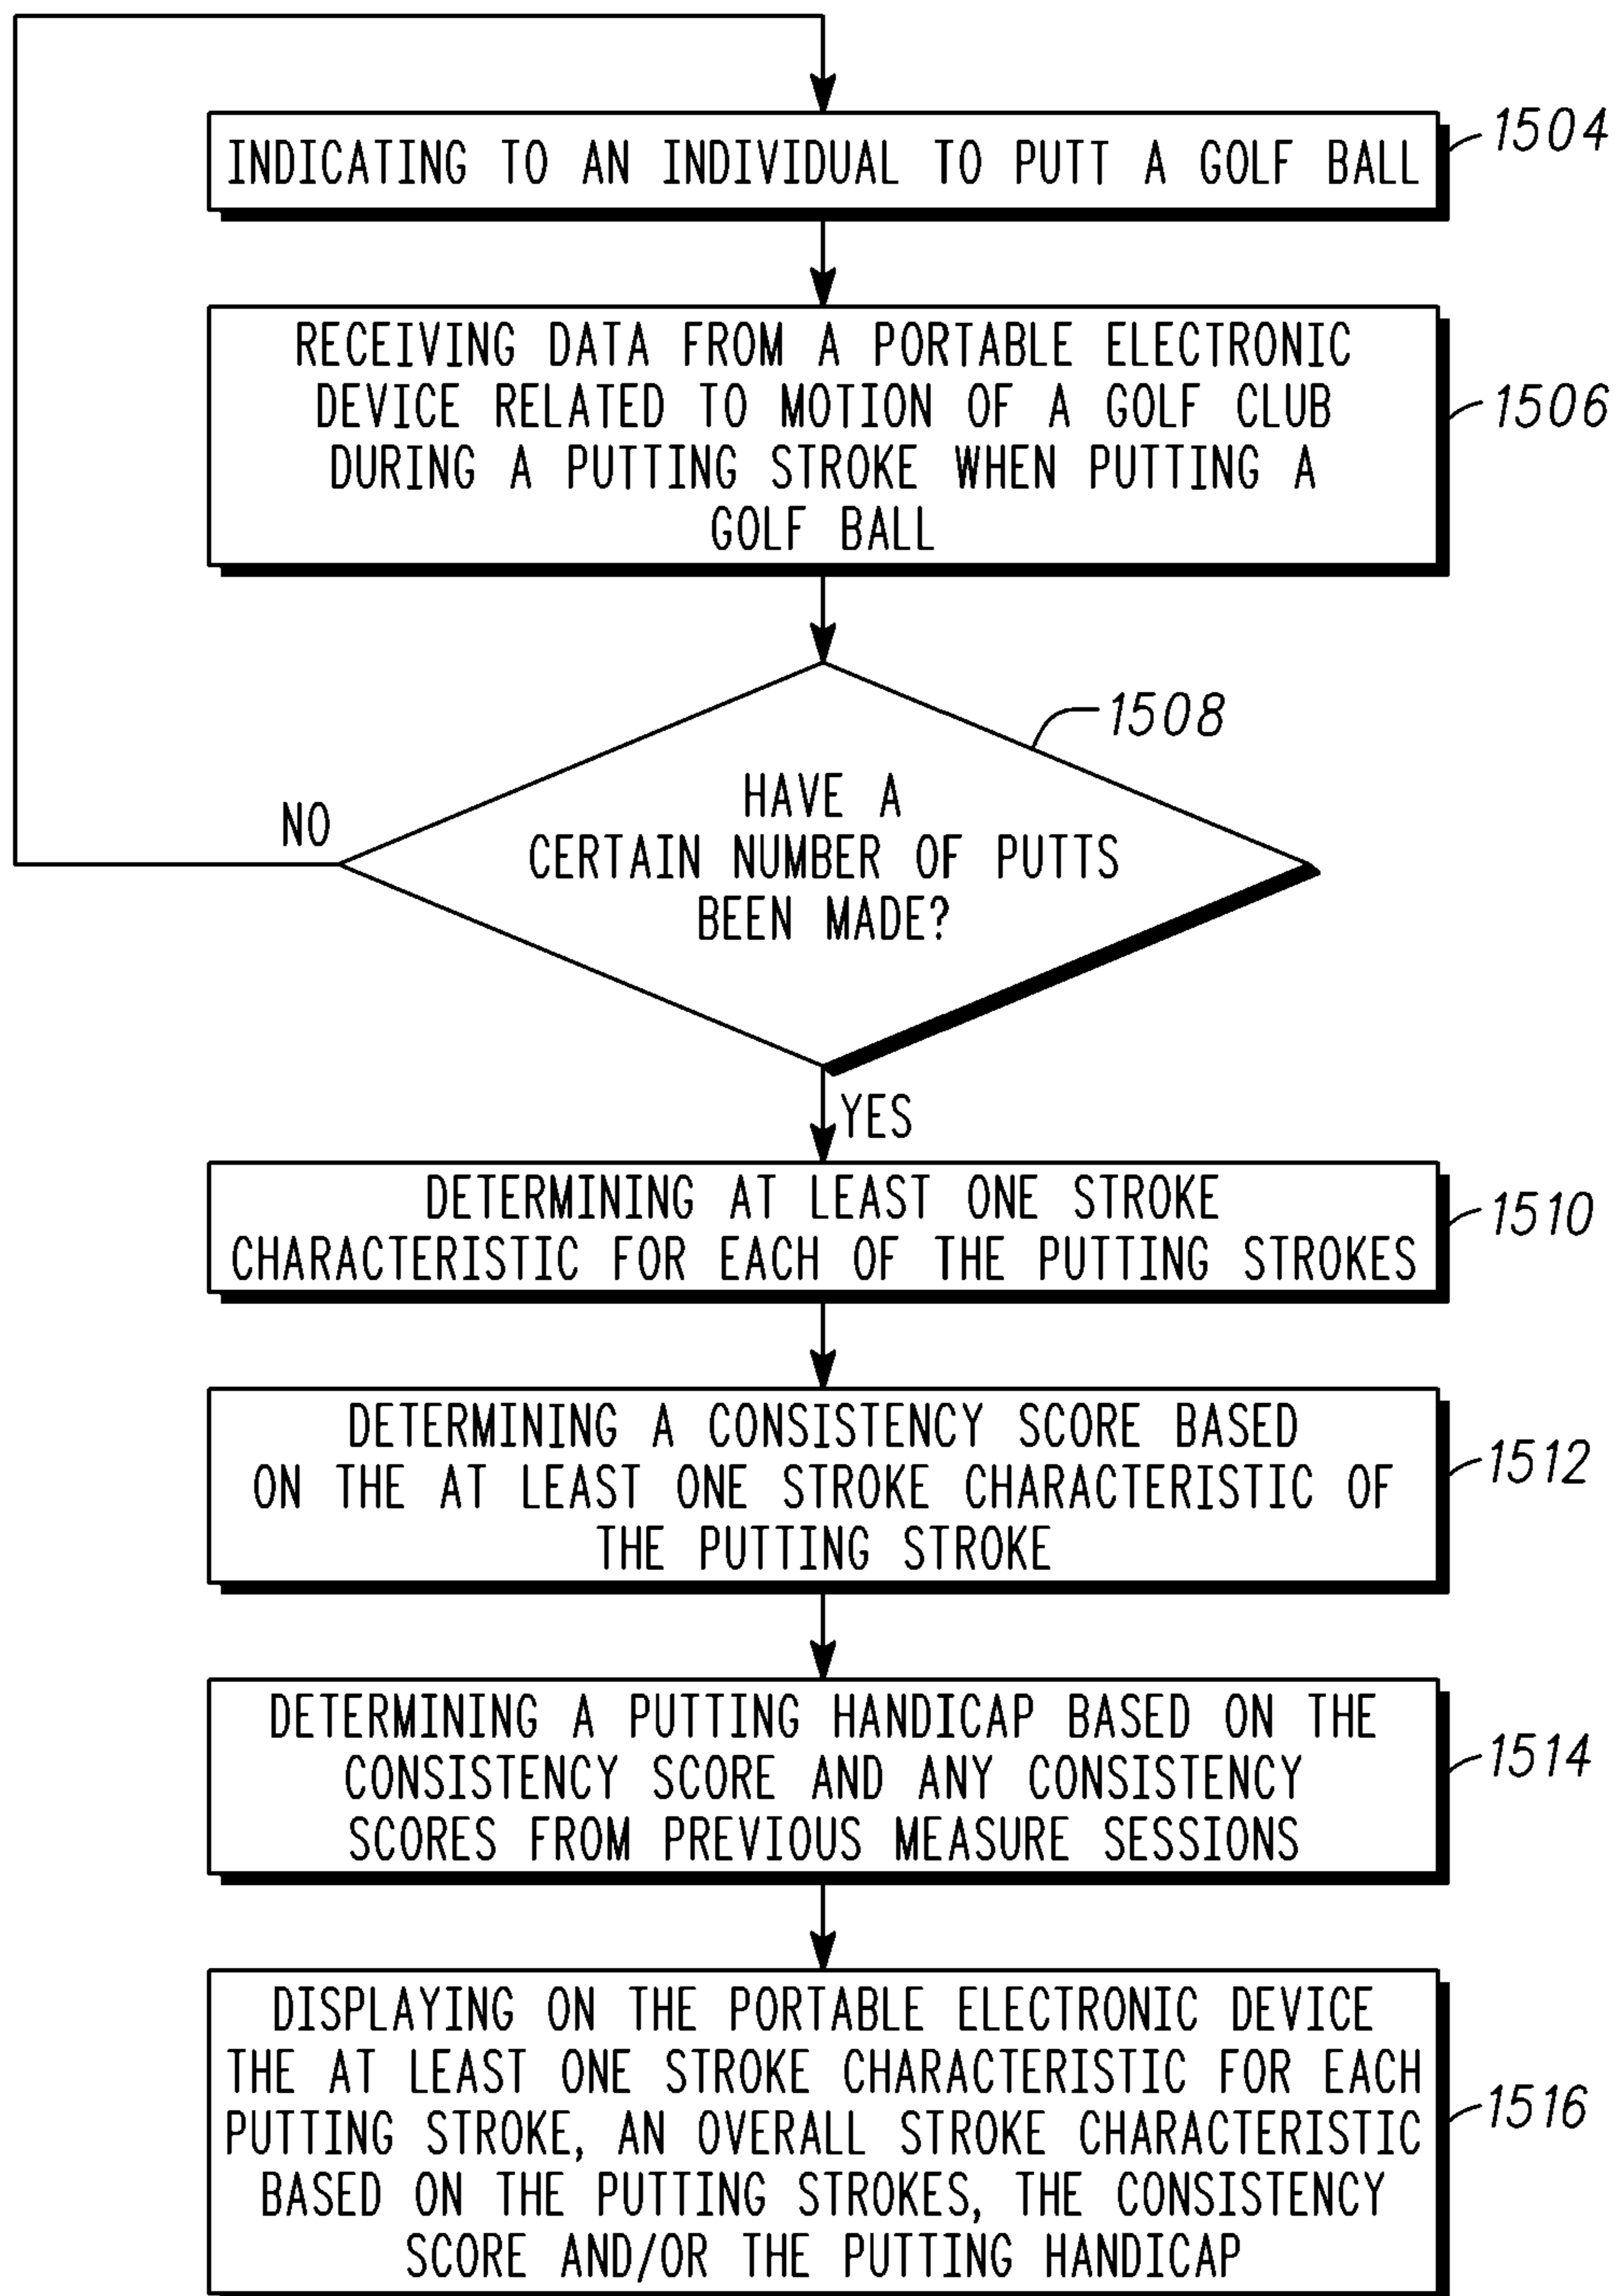 INDICATING TO AN INDIVIDUAL TO PUTT A GOLF BALL
1504
RECEIVING DATA FROM A PORTABLE ELECTRONIC
DEVICE RELATED TO MOTION OF A GOLF CLUB
DURING A PUTTING STROKE WHEN PUTTING A
GOLF BALL
1506
1508
HAVE A
CERTAIN NUMBER OF PUTTS
BEEN MADE?
NO
YES
DETERMINING AT LEAST ONE STROKE
CHARACTERISTIC FOR EACH OF THE PUTTING STROKES
1510
DETERMINING A CONSISTENCY SCORE BASED
ON THE AT LEAST ONE STROKE CHARACTERISTIC OF
THE PUTTING STROKE
1512
DETERMINING A PUTTING HANDICAP BASED ON THE
CONSISTENCY SCORE AND ANY CONSISTENCY
SCORES FROM PREVIOUS MEASURE SESSIONS
1514
DISPLAYING ON THE PORTABLE ELECTRONIC DEVICE
THE AT LEAST ONE STROKE CHARACTERISTIC FOR EACH
PUTTING STROKE, AN OVERALL STROKE CHARACTERISTIC
BASED ON THE PUTTING STROKES, THE CONSISTENCY
SCORE AND/OR THE PUTTING HANDICAP
1516